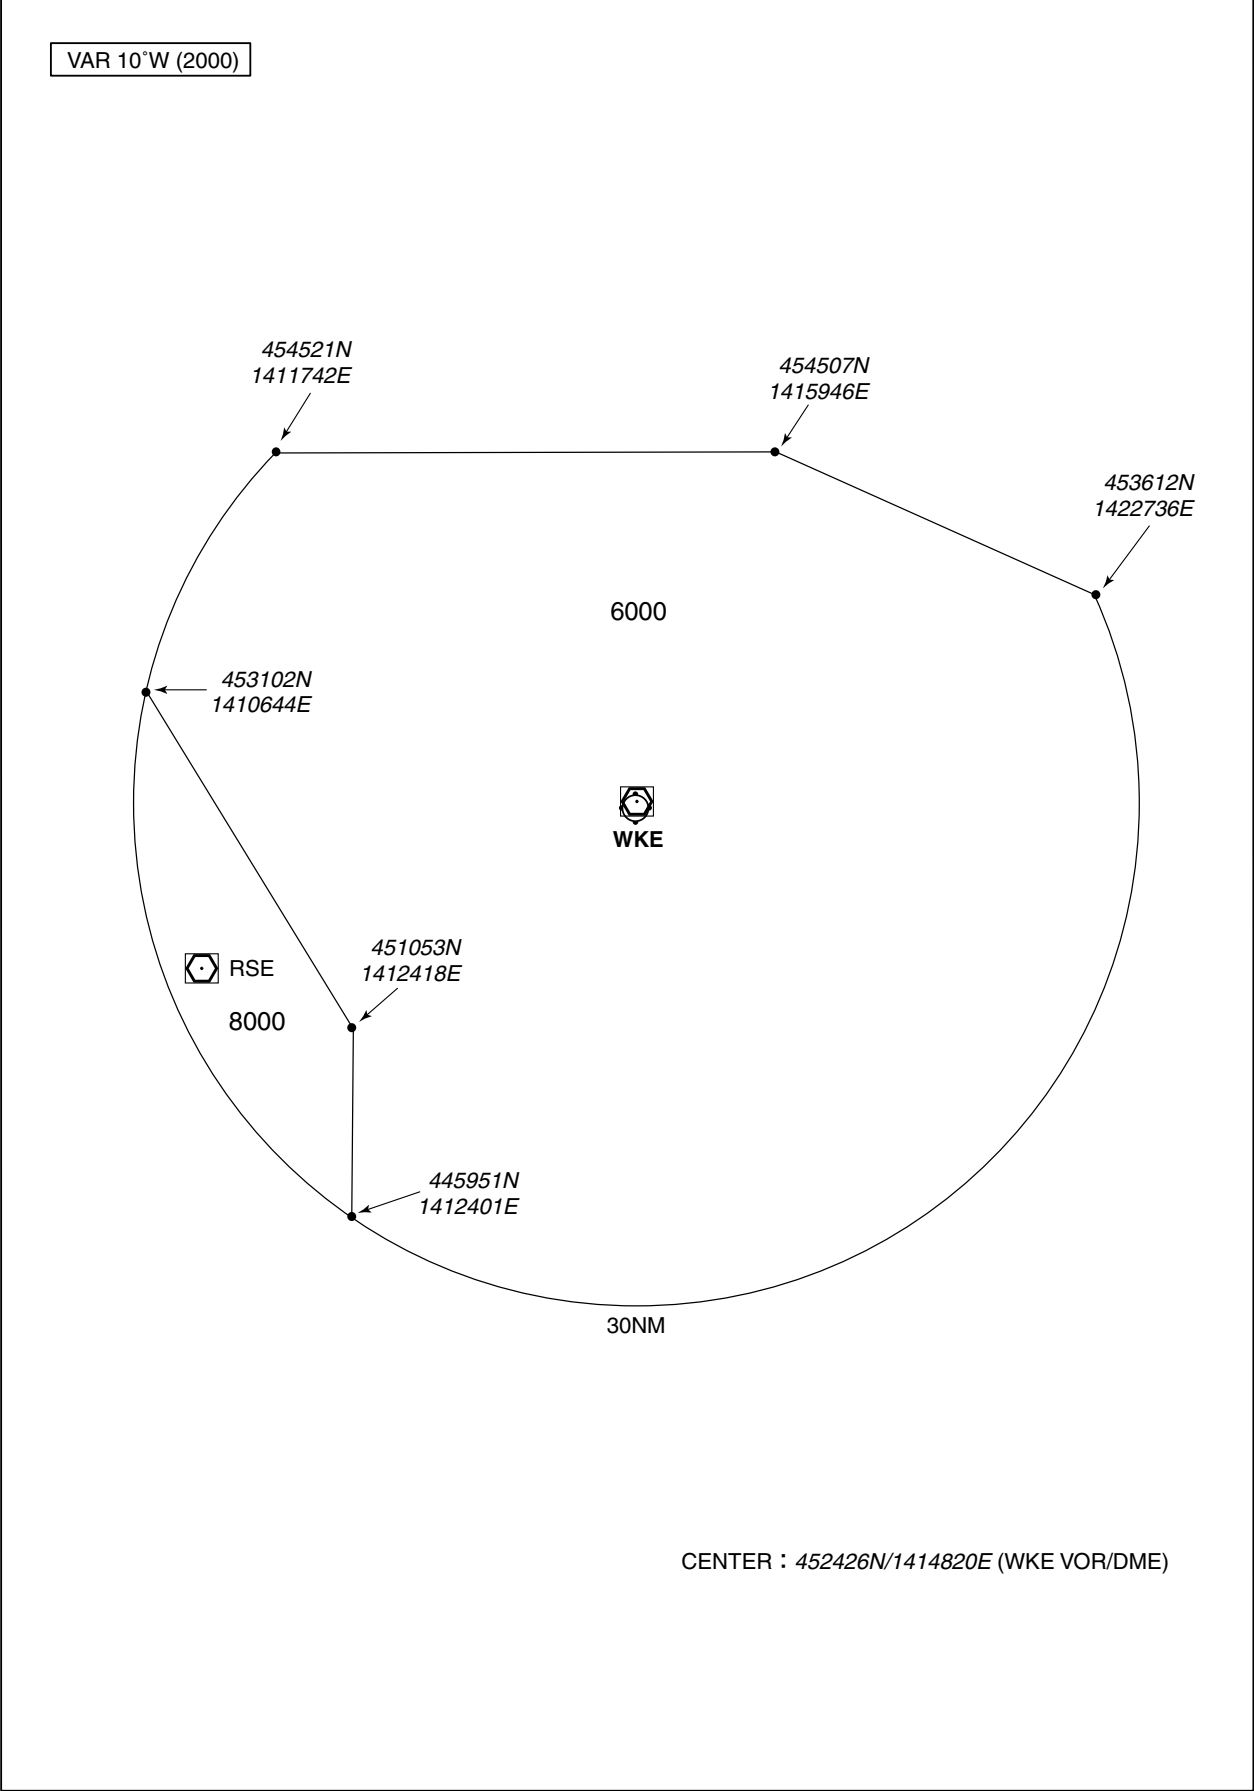 VAR 10˚W (2000)
454521N
1411742E
454507N
1415946E
453612N
1422736E
6000
453102N
1410644E
WKE
451053N
1412418E
RSE
8000
445951N
1412401E
30NM
CENTER : 452426N/1414820E (WKE VOR/DME)